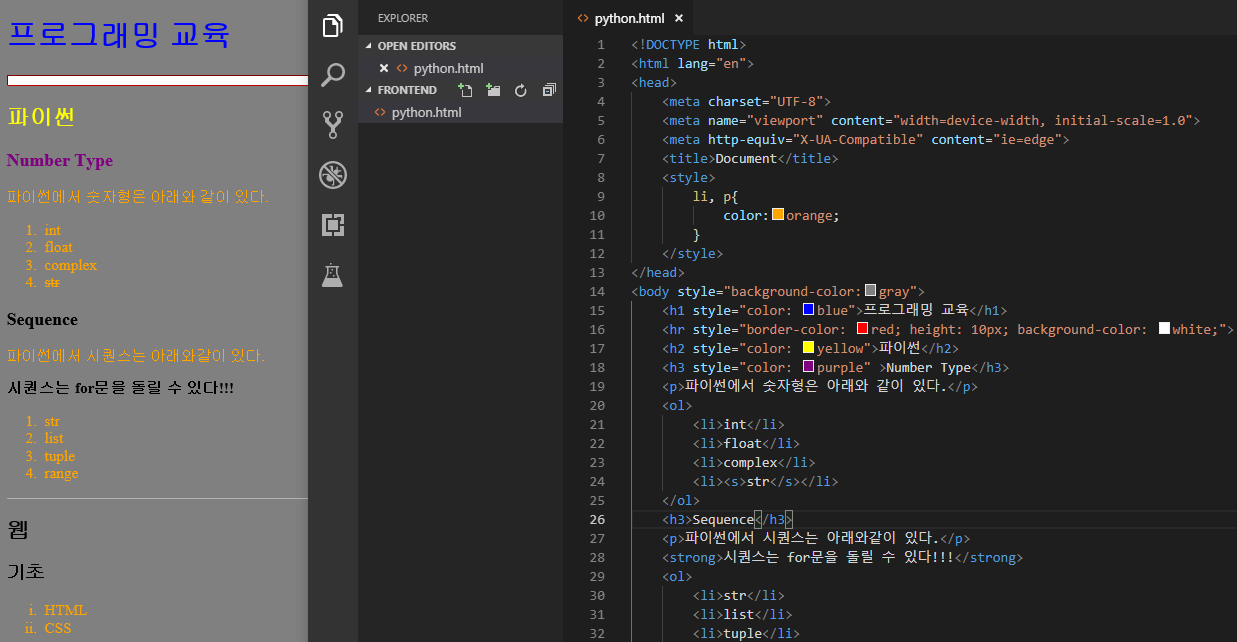 프로그래밍 교육
파이썬
Number Type
파이썬에서 숫자형은 아래와 같이 있다.
1. int
2. float
3. complex
4. str
Sequence
파이썬에서 시퀀스는 아래와같이 있다.
시퀀스는 for문을 돌릴 수 있다!!!
1. str
2. list
3. tuple
4. range
웹
기초
i. HTML
ii. CSS
EXPLORER
OPEN EDITORS
python.html
FRONTEND
python.html
python.html
1 <!DOCTYPE html>
2 <html lang="en">
3 <head>
4 <meta charset="UTF-8">
5 <meta name="viewport" content="width=device-width, initial-scale=1.0">
6 <meta http-equiv="X-UA-Compatible" content="ie=edge">
7 <title>Document</title>
8 <style>
9 li, p{
10 color:orange;
11 }
12 </style>
13 </head>
14 <body style="background-color:gray">
15 <h1 style="color: blue">프로그래밍 교육</h1>
16 <hr style="border-color: red; height: 10px; background-color: white;">
17 <h2 style="color: yellow">파이썬</h2>
18 <h3 style="color: purple" >Number Type</h3>
19 <p>파이썬에서 숫자형은 아래와 같이 있다.</p>
20 <ol>
21 <li>int</li>
22 <li>float</li>
23 <li>complex</li>
24 <li><s>str</s></li>
25 </ol>
26 <h3>Sequence</h3>
27 <p>파이썬에서 시퀀스는 아래와같이 있다.</p>
28 <strong>시퀀스는 for문을 돌릴 수 있다!!!</strong>
29 <ol>
30 <li>str</li>
31 <li>list</li>
32 <li>tuple</li>